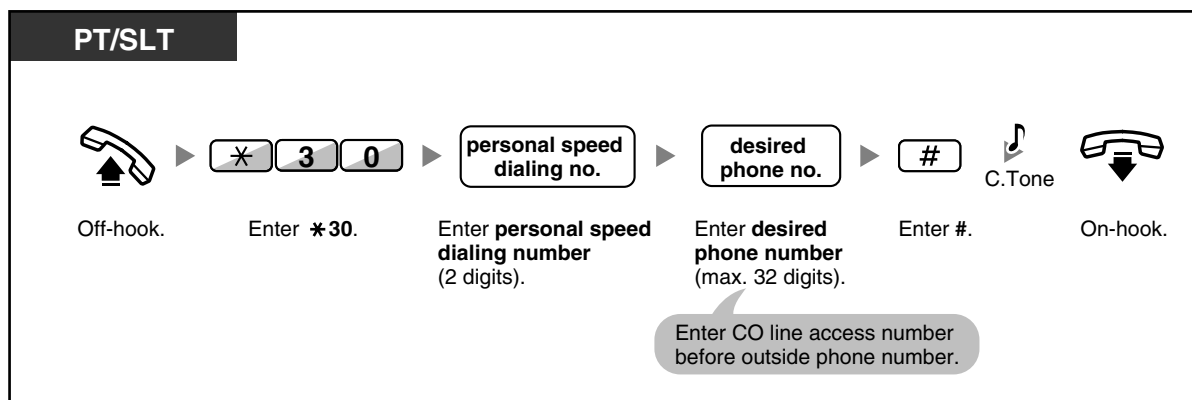 PT/SLT
✳ 3 0
personal speed
dialing no.
desired
phone no.
#
C.Tone
Off-hook.
Enter ✳30.
Enter personal speed
dialing number
(2 digits).
Enter desired
phone number
(max. 32 digits).
Enter #.
On-hook.
Enter CO line access number
before outside phone number.